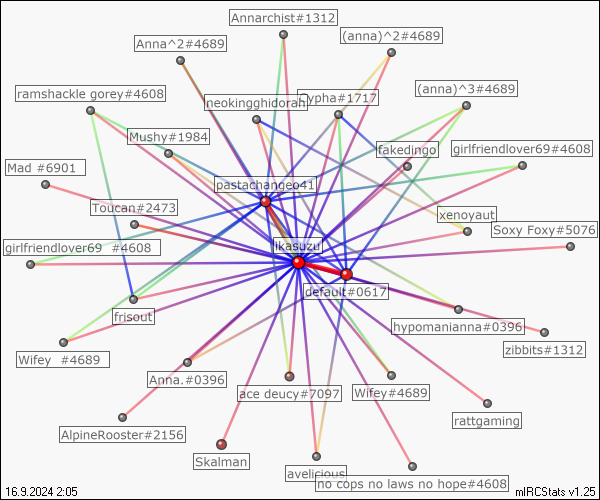 Annarchist#1312
Anna^2#4689
(anna)^2#4689
ramshackle gorey#4608
neokingghidorah
Cypha#1717
(anna)^3#4689
Mushy#1984
fakedingo
girlfriendlover69#4608
Mad #6901
pastachangeo41
Toucan#2473
xenoyaut
Soxy Foxy#5076
girlfriendlover69 #4608
likasuzu
default#0617
frisout
hypomanianna#0396
zibbits#1312
Wifey #4689
Anna.#0396
ace deucy#7097
Wifey#4689
rattgaming
AlpineRooster#2156
Skalman
avelicious
no cops no laws no hope#4608
16.9.2024 2:05
mIRCStats v1.25